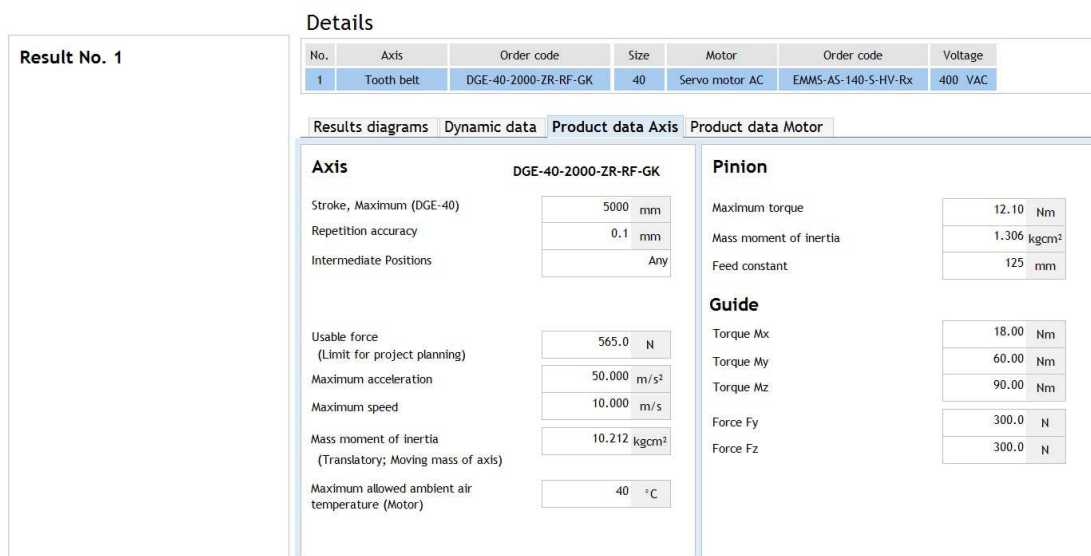 Details
Result No. 1
No. Axis Order code Size Motor Order code Voltage
1 Tooth belt DGE-40-2000-ZR-RF-GK 40 Servo motor AC EMMS-AS-140-S-HV-Rx 400 VAC
Results diagrams Dynamic data Product data Axis Product data Motor
Axis DGE-40-2000-ZR-RF-GK
Stroke, Maximum (DGE-40) 5000 mm
Repetition accuracy 0.1 mm
Intermediate Positions Any
Usable force 565.0 N
(Limit for project planning)
Maximum acceleration 50.000 m/s²
Maximum speed 10.000 m/s
Mass moment of inertia 10.212 kgcm²
(Translatory; Moving mass of axis)
Maximum allowed ambient air 40 °C
temperature (Motor)
Pinion
Maximum torque 12.10 Nm
Mass moment of inertia 1.306 kgcm²
Feed constant 125 mm
Guide
Torque Mx 18.00 Nm
Torque My 60.00 Nm
Torque Mz 90.00 Nm
Force Fy 300.0 N
Force Fz 300.0 N